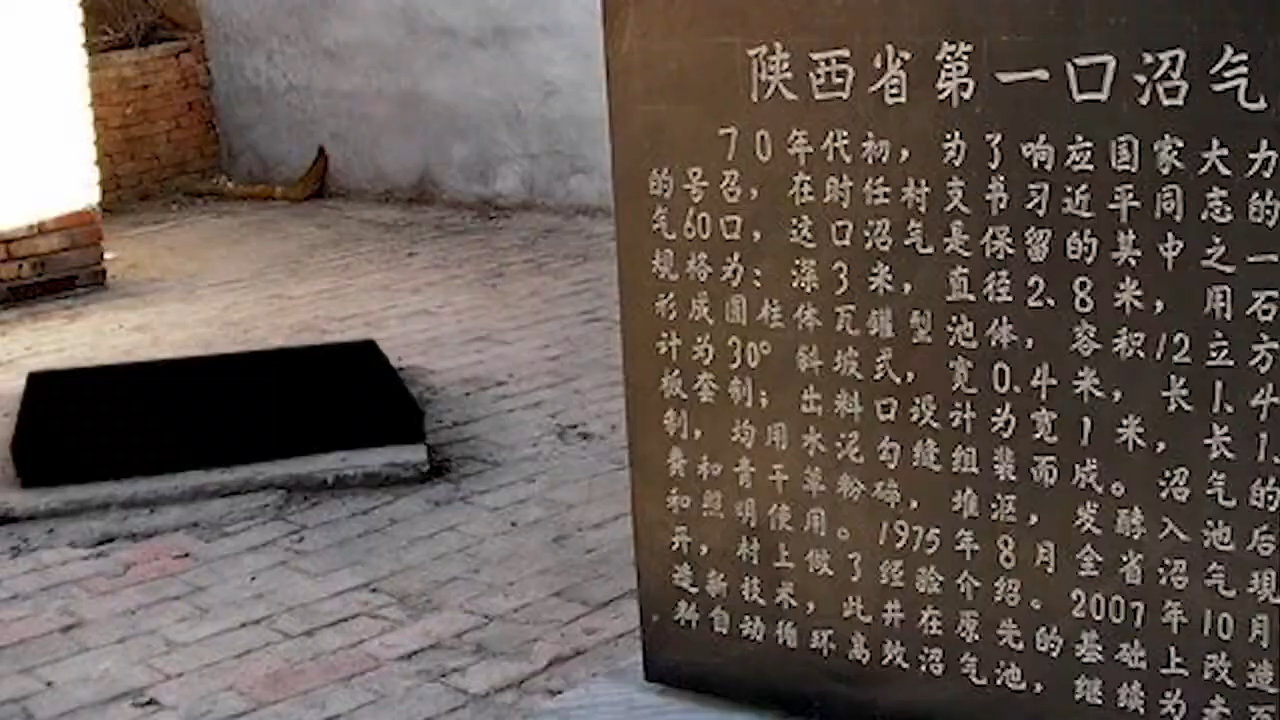 陕西省第一口沼气
70年代初，为了响应国家大力
的号召，在时任村支书习近平同志的
气60口，这口沼气是保留的其中之一
规格为：深3米，直径2、8米，用石
形成圆柱体瓦罐型池体，容积12立方
计为30°斜坡式，宽0.4米，长1.4
板奁制；出料口设计为宽1米，长1.
制，均用水泥勾缝组装而成。沼气的
粪和青干草粉碎，堆沤，发酵入池后
和照明使用。1975年8月全省沼气現
开，村上做了经验介绍。2007年10月
造新技术，此井在原先的基础上改造
料自动循环高效沼气池，继续为